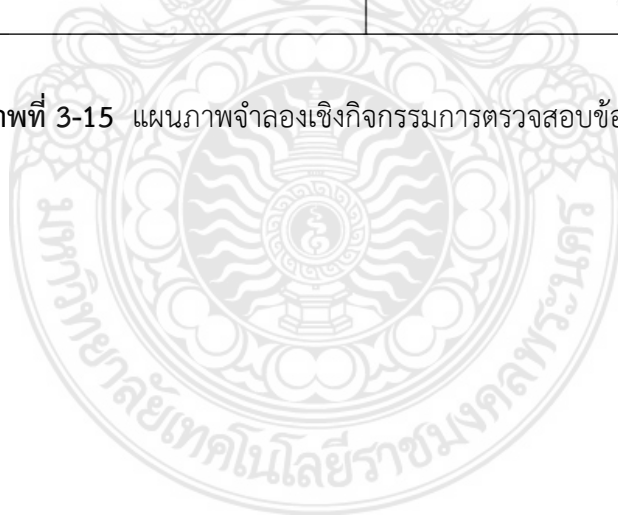 พที่ 3-15 แผนภาพจำลองเชิงกิจกรรมการตรวจสอบข้อ
มหาวิทยาลัยเทคโนโลยีราชมงคลพระนคร